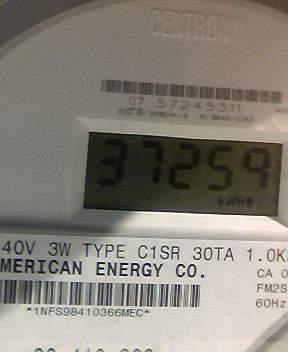 CENTRON®
07 57245311
37259
kWh
40V 3W TYPE C1SR 30TA 1.0K
MERICAN ENERGY CO.
CA 0
FM2S
60Hz
*1NFS98410366MEC*